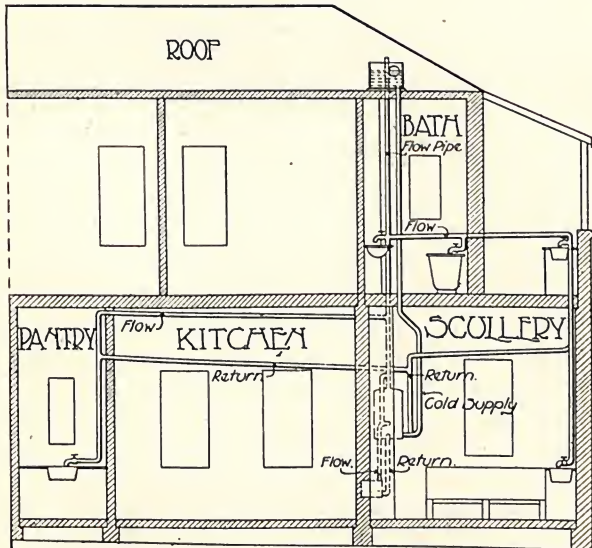 ROOF
BATH
Flow Pipe
Flow
PANTRY
Flow
KITCHEN
SCULLERY
Return
Return.
Cold Supply
Flow.
Return.